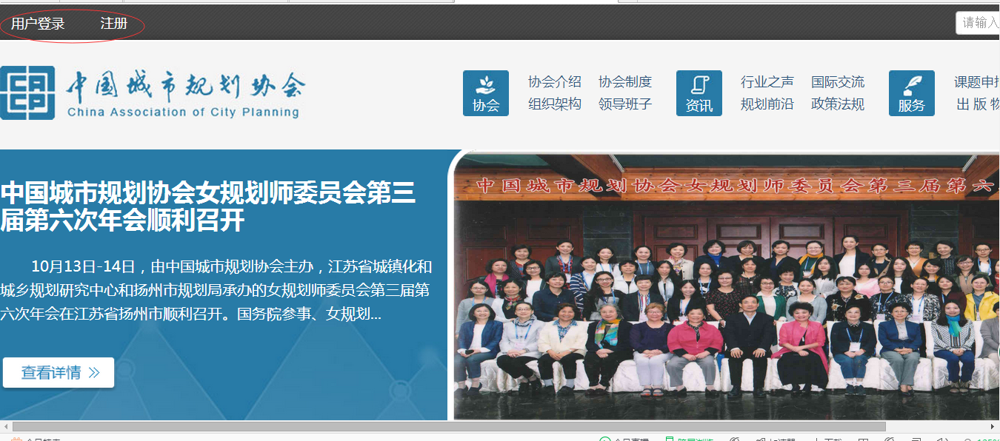 用户登录 注册 请输入
中国城市规划协会
China Association of City Planning
协会
协会介绍 协会制度
组织架构 领导班子
资讯
行业之声 国际交流
规划前沿 政策法规
服务
课题申
出 版
中国城市规划协会女规划师委员会第三
届第六次年会顺利召开
10月13日-14日，由中国城市规划协会主办，江苏省城镇化和
城乡规划研究中心和扬州市规划局承办的女规划师委员会第三届第
六次年会在江苏省扬州市顺利召开。国务院参事、女规划...
查看详情
中国城市规划协会女规划师委员会第三届第六